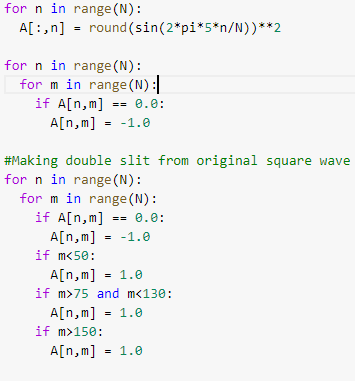 for n in range(N):
  A[:,n] = round(sin(2*pi*5*n/N))**2

for n in range(N):
  for m in range(N):
    if A[n,m] == 0.0:
      A[n,m] = -1.0

#Making double slit from original square wave
for n in range(N):
  for m in range(N):
    if A[n,m] == 0.0:
      A[n,m] = -1.0
    if m<50:
      A[n,m] = 1.0
    if m>75 and m<130:
      A[n,m] = 1.0
    if m>150:
      A[n,m] = 1.0